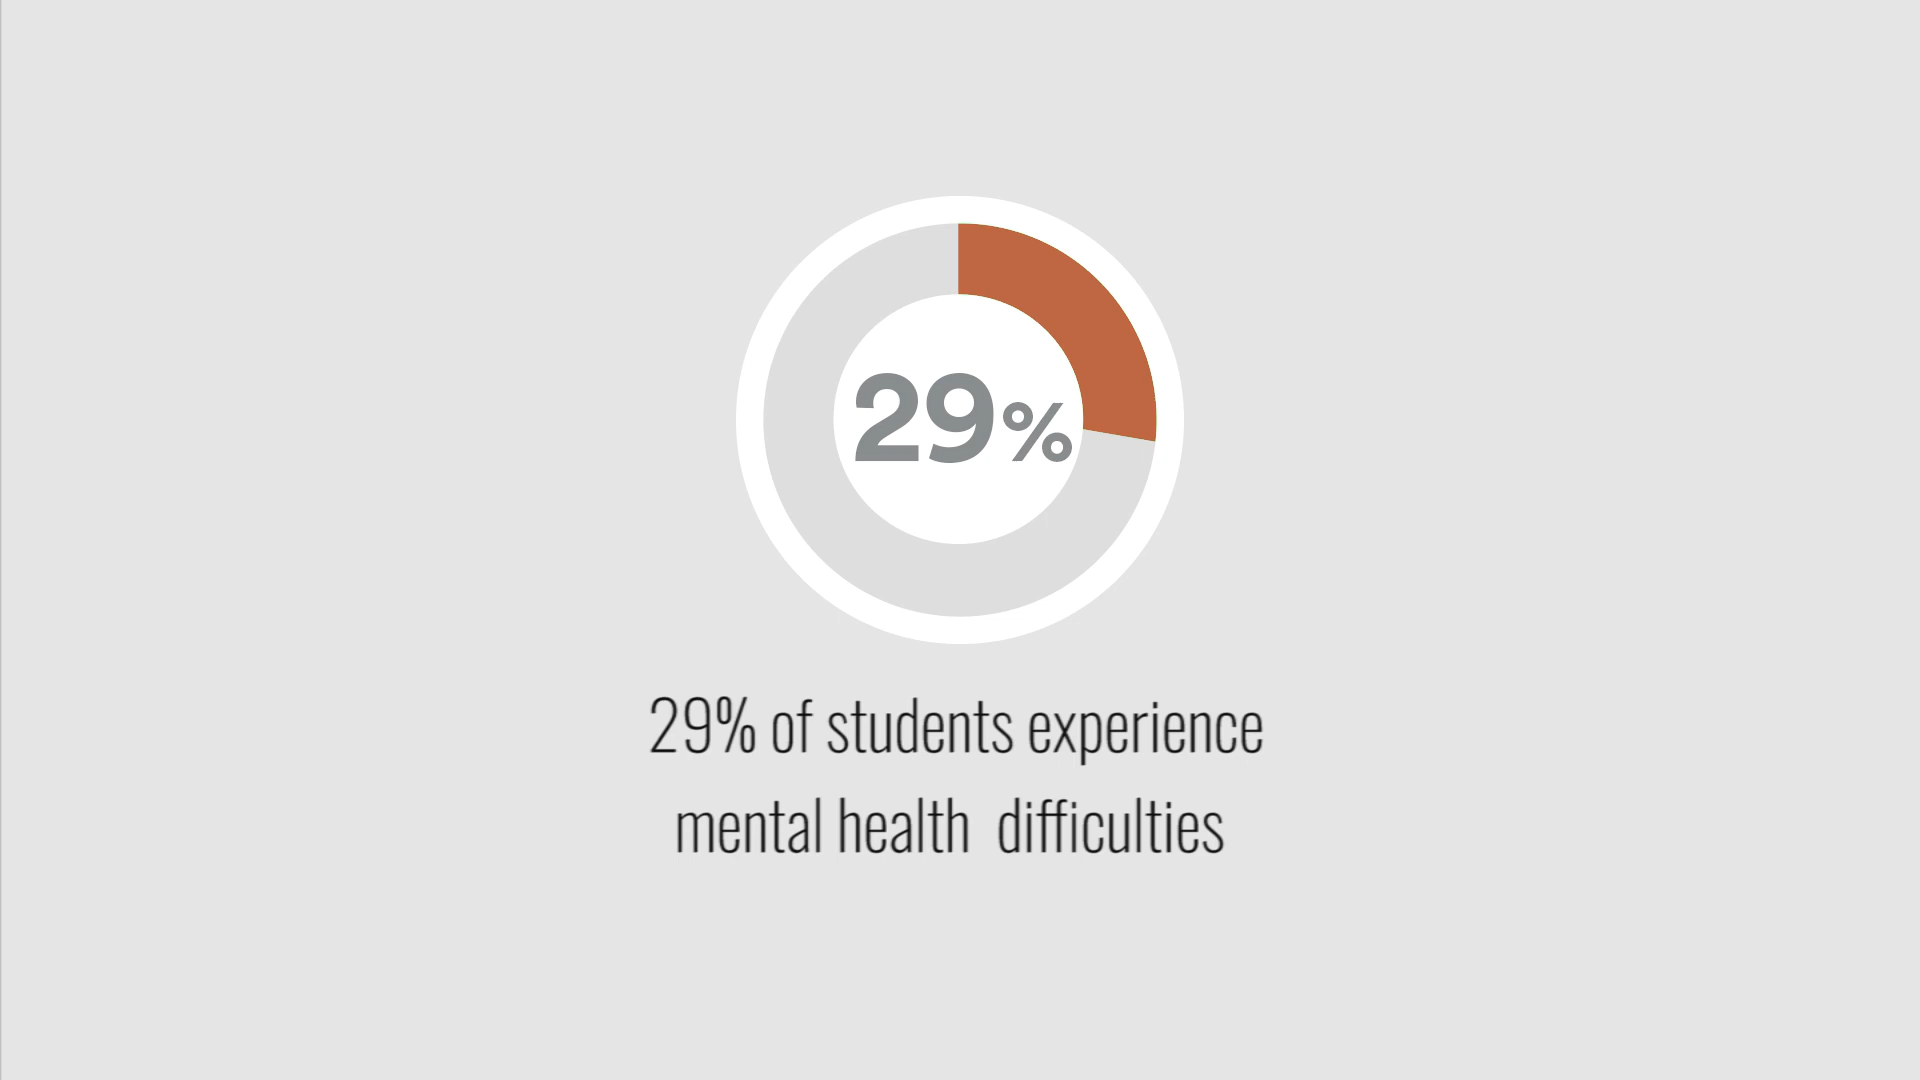 29%
29% of students experience
mental health  difficulties